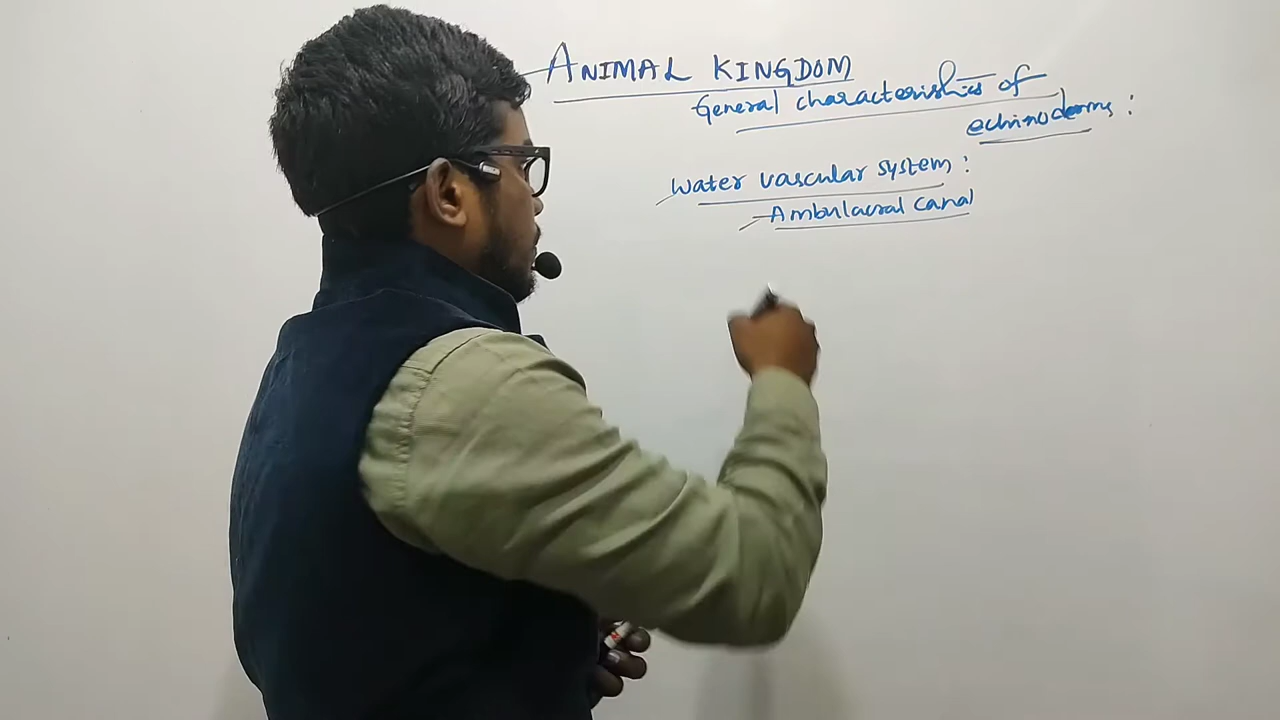 ANIMAL KINGDOM
General characteristics of
echinoderms :
Water vascular system :
Ambulacral canal